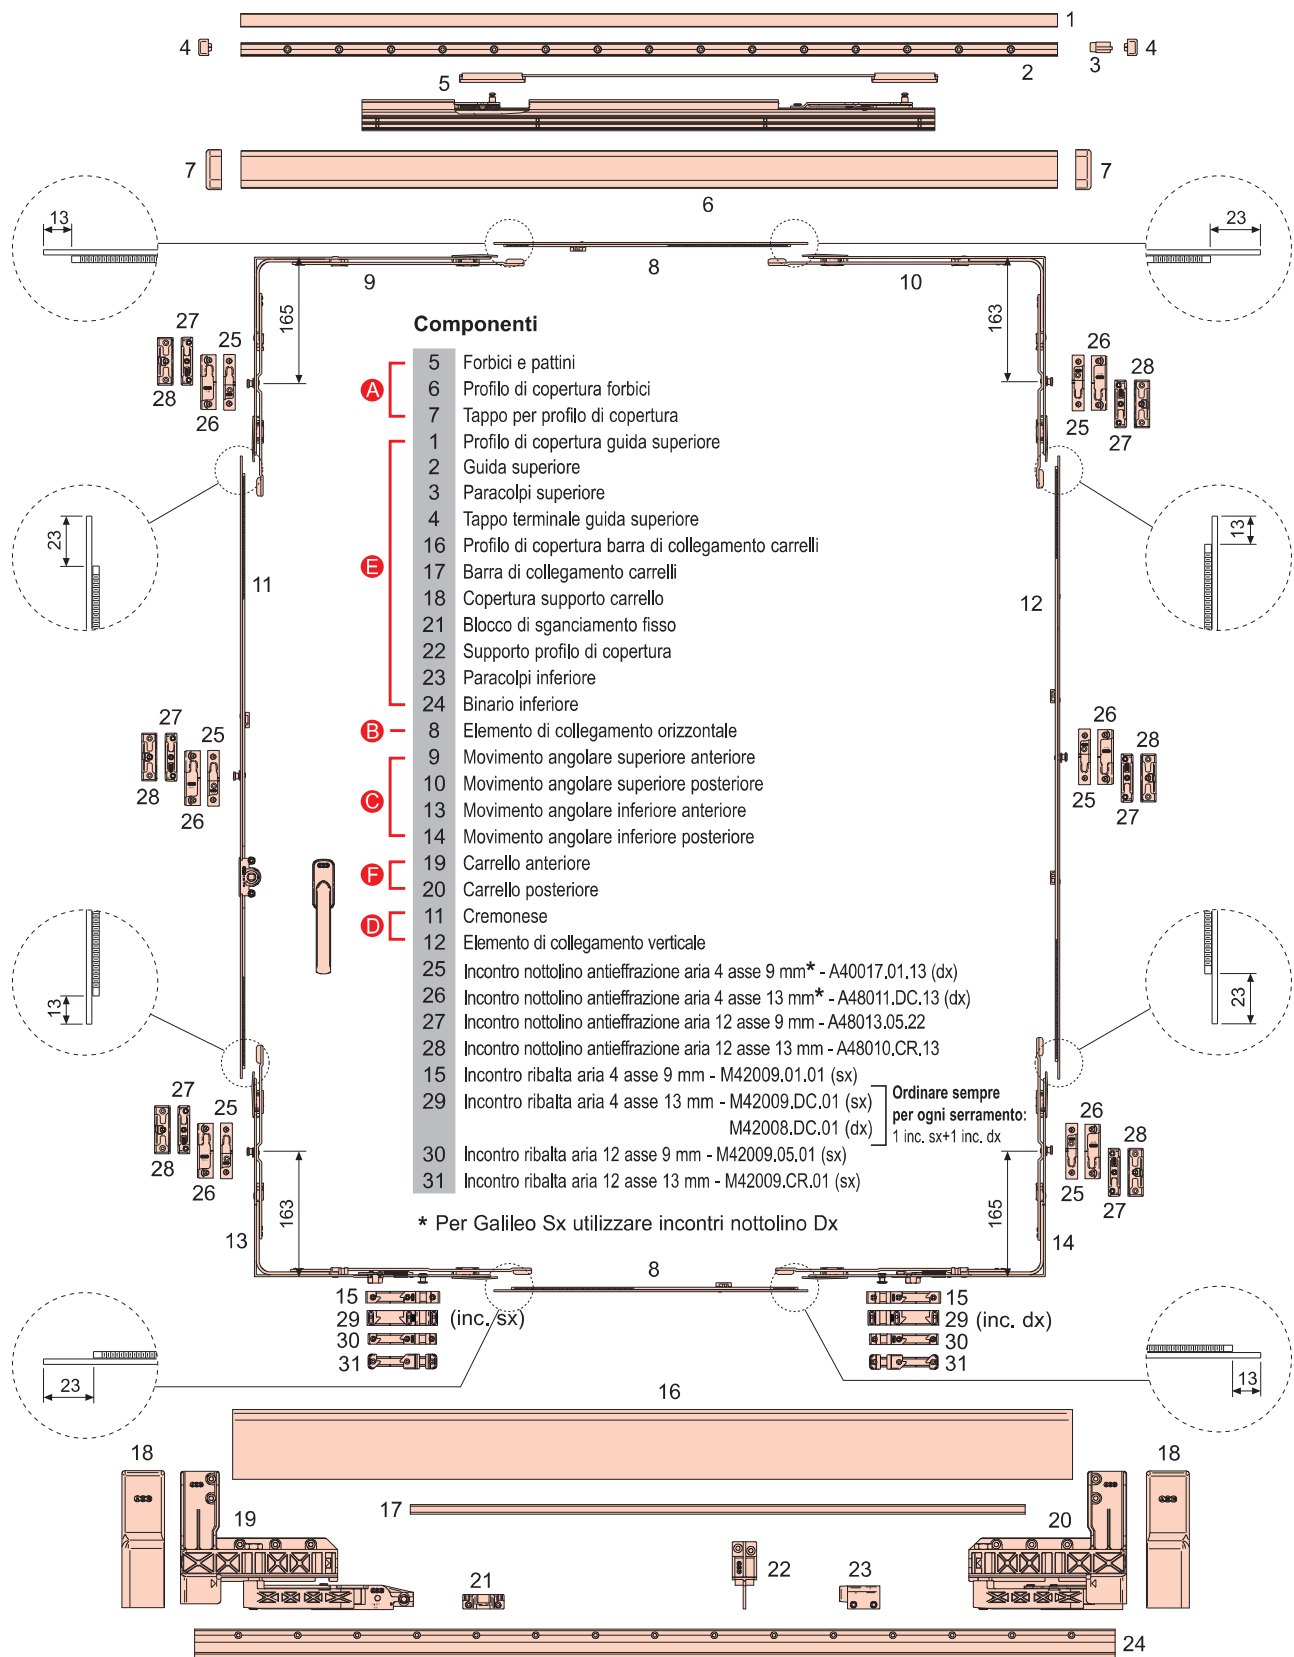 1
4
2
3
4
5
7
7
6
13
23
9
8
10
165
163
27
25
28
26
26
28
25
27
Componenti
A
5 Forbici e pattini
6 Profilo di copertura forbici
7 Tappo per profilo di copertura
E
1 Profilo di copertura guida superiore
2 Guida superiore
3 Paracolpi superiore
4 Tappo terminale guida superiore
16 Profilo di copertura barra di collegamento carrelli
17 Barra di collegamento carrelli
18 Copertura supporto carrello
21 Blocco di sganciamento fisso
22 Supporto profilo di copertura
23 Paracolpi inferiore
24 Binario inferiore
B
8 Elemento di collegamento orizzontale
C
9 Movimento angolare superiore anteriore
10 Movimento angolare superiore posteriore
13 Movimento angolare inferiore anteriore
14 Movimento angolare inferiore posteriore
F
19 Carrello anteriore
20 Carrello posteriore
D
11 Cremonese
12 Elemento di collegamento verticale
25 Incontro nottolino antieffrazione aria 4 asse 9 mm* - A40017.01.13 (dx)
26 Incontro nottolino antieffrazione aria 4 asse 13 mm* - A48011.DC.13 (dx)
27 Incontro nottolino antieffrazione aria 12 asse 9 mm - A48013.05.22
28 Incontro nottolino antieffrazione aria 12 asse 13 mm - A48010.CR.13
15 Incontro ribalta aria 4 asse 9 mm - M42009.01.01 (sx)
29 Incontro ribalta aria 4 asse 13 mm - M42009.DC.01 (sx)
M42008.DC.01 (dx)
Ordinare sempre
per ogni serramento:
1 inc. sx+1 inc. dx
30 Incontro ribalta aria 12 asse 9 mm - M42009.05.01 (sx)
31 Incontro ribalta aria 12 asse 13 mm - M42009.CR.01 (sx)
* Per Galileo Sx utilizzare incontri nottolino Dx
23
11
13
12
27
25
28
26
26
28
25
27
13
23
27
25
28
26
26
28
25
27
163
165
13
14
8
15
29 (inc. sx)
30
31
15
29 (inc. dx)
30
31
23
13
16
18
18
17
19
20
21
22
23
24